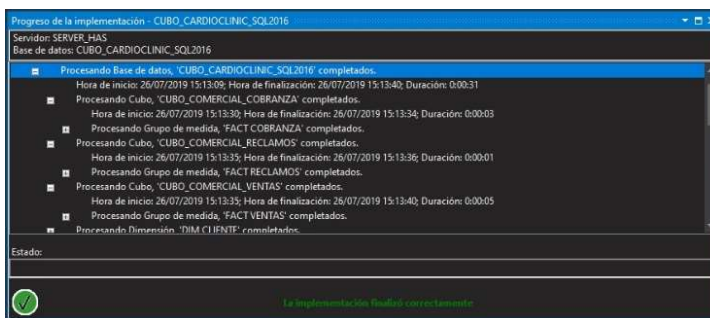 Progreso de la implementación - CUBO_CARDIOCLINIC_SQL2016
Servidor: SERVER_HAS
Base de datos: CUBO_CARDIOCLINIC_SQL2016
Procesando Base de datos, 'CUBO_CARDIOCLINIC_SQL2016' completados.
Hora de inicio: 26/07/2019 15:13:09; Hora de finalización: 26/07/2019 15:13:40; Duración: 0:00:31
Procesando Cubo, 'CUBO_COMERCIAL_COBRANZA' completados.
Hora de inicio: 26/07/2019 15:13:30; Hora de finalización: 26/07/2019 15:13:34; Duración: 0:00:03
Procesando Grupo de medida, 'FACT COBRANZA' completados.
Procesando Cubo, 'CUBO_COMERCIAL_RECLAMOS' completados.
Hora de inicio: 26/07/2019 15:13:35; Hora de finalización: 26/07/2019 15:13:36; Duración: 0:00:01
Procesando Grupo de medida, 'FACT RECLAMOS' completados.
Procesando Cubo, 'CUBO_COMERCIAL_VENTAS' completados.
Hora de inicio: 26/07/2019 15:13:35; Hora de finalización: 26/07/2019 15:13:40; Duración: 0:00:05
Procesando Grupo de medida, 'FACT VENTAS' completados.
Procesando Dimensión, 'DIM CLIENTE' completados.
Estado:
La implementación finalizó correctamente